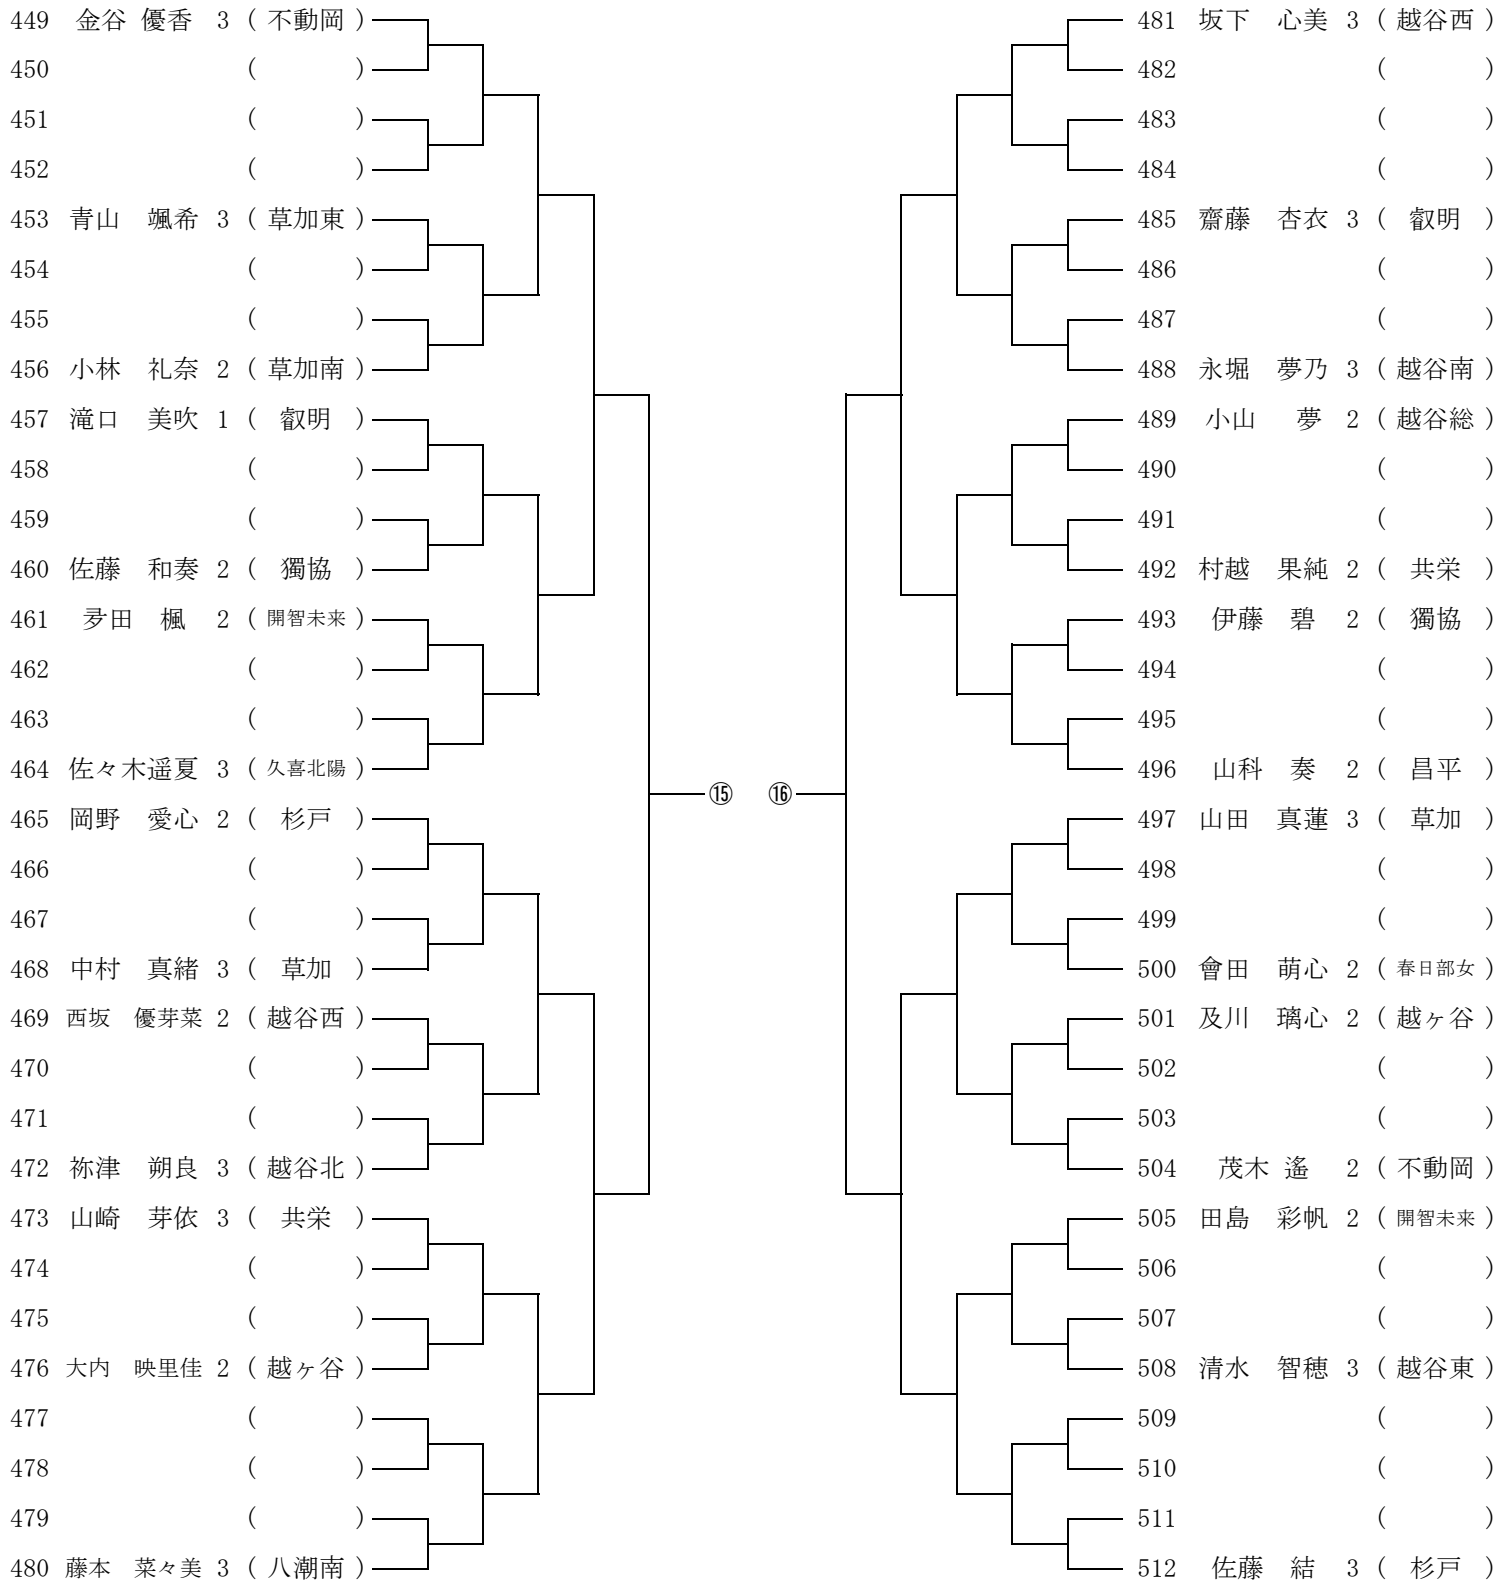 449 金谷 優香 3 ( 不動岡 )
450 ( )
451 ( )
452 ( )
453 青山 颯希 3 ( 草加東 )
454 ( )
455 ( )
456 小林 礼奈 2 ( 草加南 )
457 滝口 美吹 1 ( 叡明 )
458 ( )
459 ( )
460 佐藤 和奏 2 ( 獨協 )
461 夛田 楓 2 ( 開智未来 )
462 ( )
463 ( )
464 佐々木遥夏 3 ( 久喜北陽 )
465 岡野 愛心 2 ( 杉戸 )
466 ( )
467 ( )
468 中村 真緒 3 ( 草加 )
469 西坂 優芽菜 2 ( 越谷西 )
470 ( )
471 ( )
472 祢津 朔良 3 ( 越谷北 )
473 山崎 芽依 3 ( 共栄 )
474 ( )
475 ( )
476 大内 映里佳 2 ( 越ヶ谷 )
477 ( )
478 ( )
479 ( )
480 藤本 菜々美 3 ( 八潮南 )
⑮ ⑯
481 坂下 心美 3 ( 越谷西 )
482 ( )
483 ( )
484 ( )
485 齋藤 杏衣 3 ( 叡明 )
486 ( )
487 ( )
488 永堀 夢乃 3 ( 越谷南 )
489 小山 夢 2 ( 越谷総 )
490 ( )
491 ( )
492 村越 果純 2 ( 共栄 )
493 伊藤 碧 2 ( 獨協 )
494 ( )
495 ( )
496 山科 奏 2 ( 昌平 )
497 山田 真蓮 3 ( 草加 )
498 ( )
499 ( )
500 會田 萌心 2 ( 春日部女 )
501 及川 璃心 2 ( 越ヶ谷 )
502 ( )
503 ( )
504 茂木 遙 2 ( 不動岡 )
505 田島 彩帆 2 ( 開智未来 )
506 ( )
507 ( )
508 清水 智穂 3 ( 越谷東 )
509 ( )
510 ( )
511 ( )
512 佐藤 結 3 ( 杉戸 )